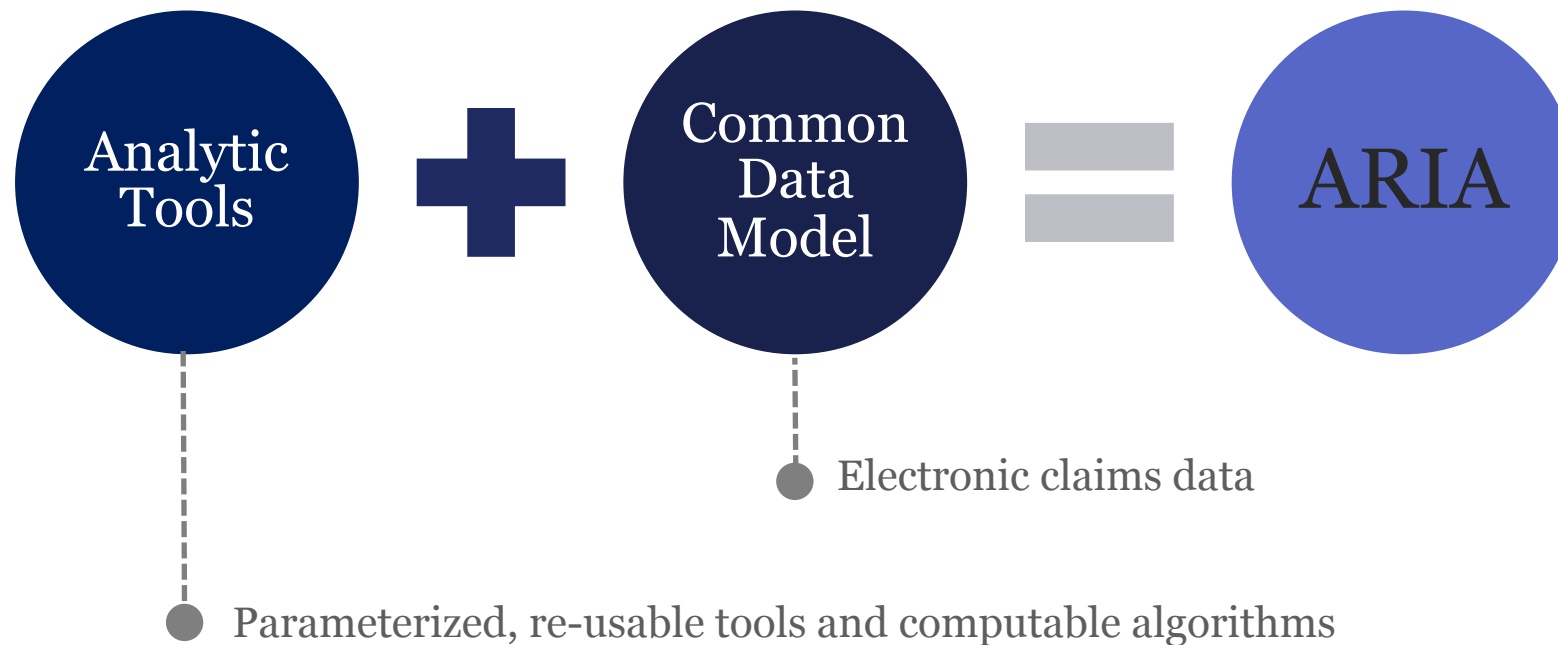 Analytic
Tools
Common
Data
Model
ARIA
Electronic claims data
Parameterized, re-usable tools and computable algorithms